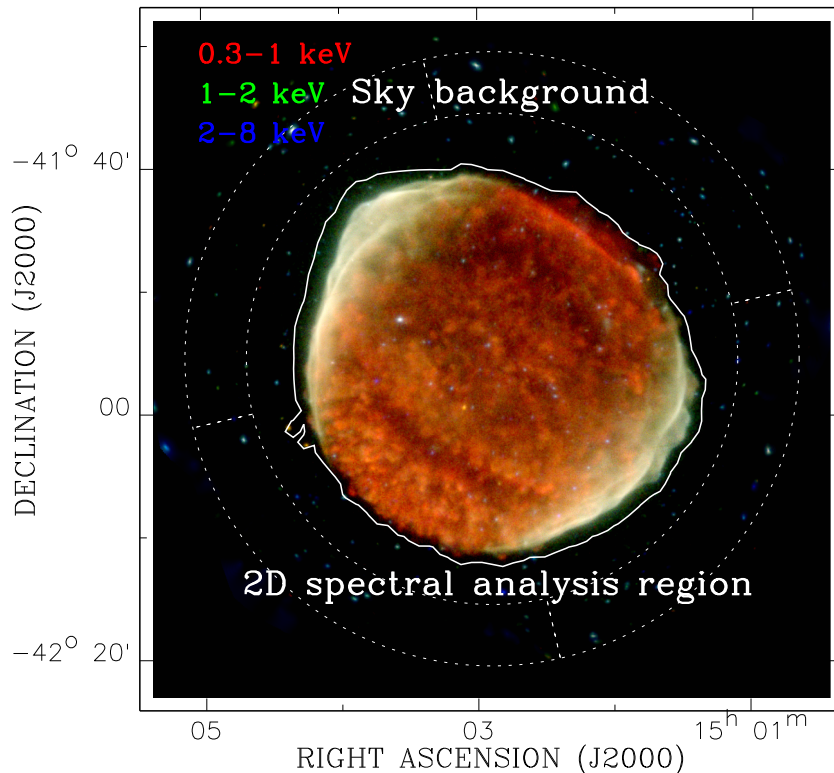 0.3−1 keV
1−2 keV
Sky background
2−8 keV
−41° 40'
00
2D spectral analysis region
−42° 20'
05
03
15h 01m
RIGHT ASCENSION (J2000)
DECLINATION (J2000)